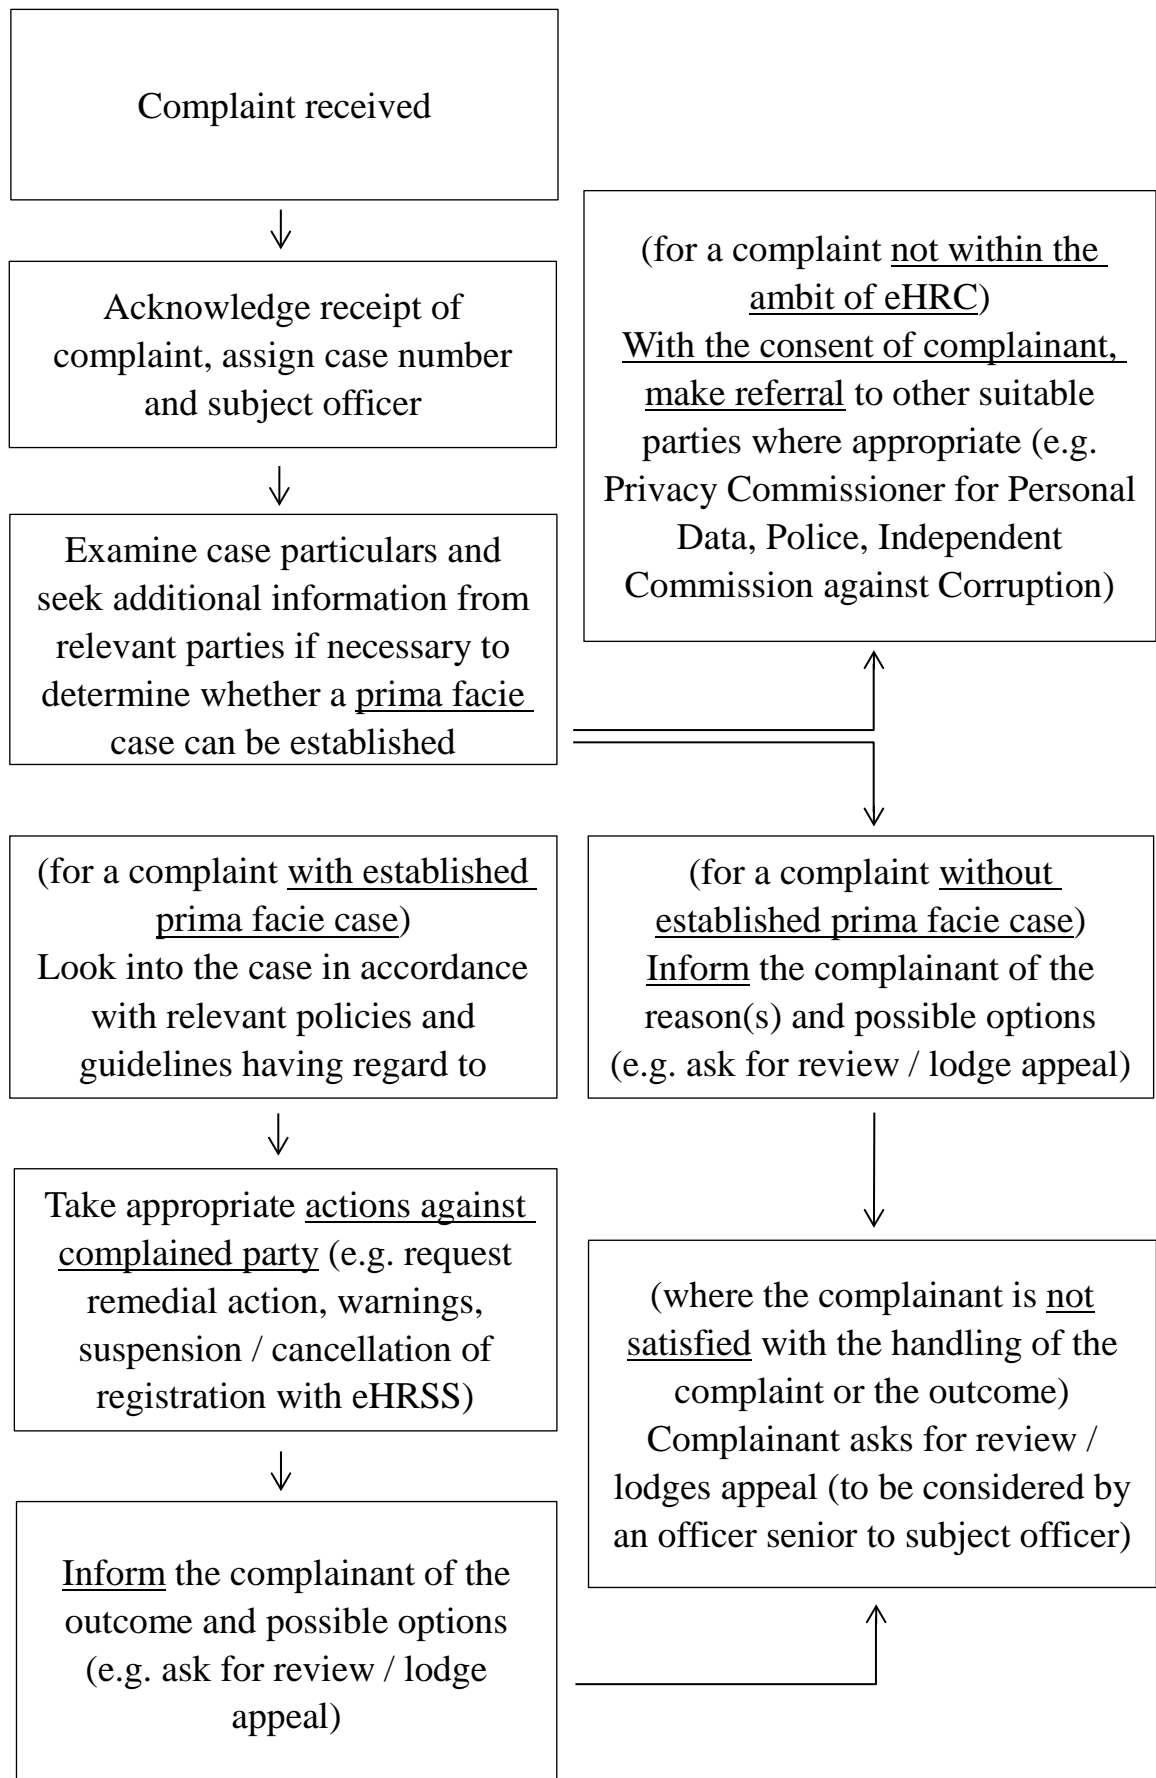 Complaint received
Acknowledge receipt of
complaint, assign case number
and subject officer
Examine case particulars and
seek additional information from
relevant parties if necessary to
determine whether a prima facie
case can be established
(for a complaint not within the
ambit of eHRC)
With the consent of complainant,
make referral to other suitable
parties where appropriate (e.g.
Privacy Commissioner for Personal
Data, Police, Independent
Commission against Corruption)
(for a complaint with established
prima facie case)
Look into the case in accordance
with relevant policies and
guidelines having regard to
(for a complaint without
established prima facie case)
Inform the complainant of the
reason(s) and possible options
(e.g. ask for review / lodge appeal)
Take appropriate actions against
complained party (e.g. request
remedial action, warnings,
suspension / cancellation of
registration with eHRSS)
(where the complainant is not
satisfied with the handling of the
complaint or the outcome)
Complainant asks for review /
lodges appeal (to be considered by
an officer senior to subject officer)
Inform the complainant of the
outcome and possible options
(e.g. ask for review / lodge
appeal)